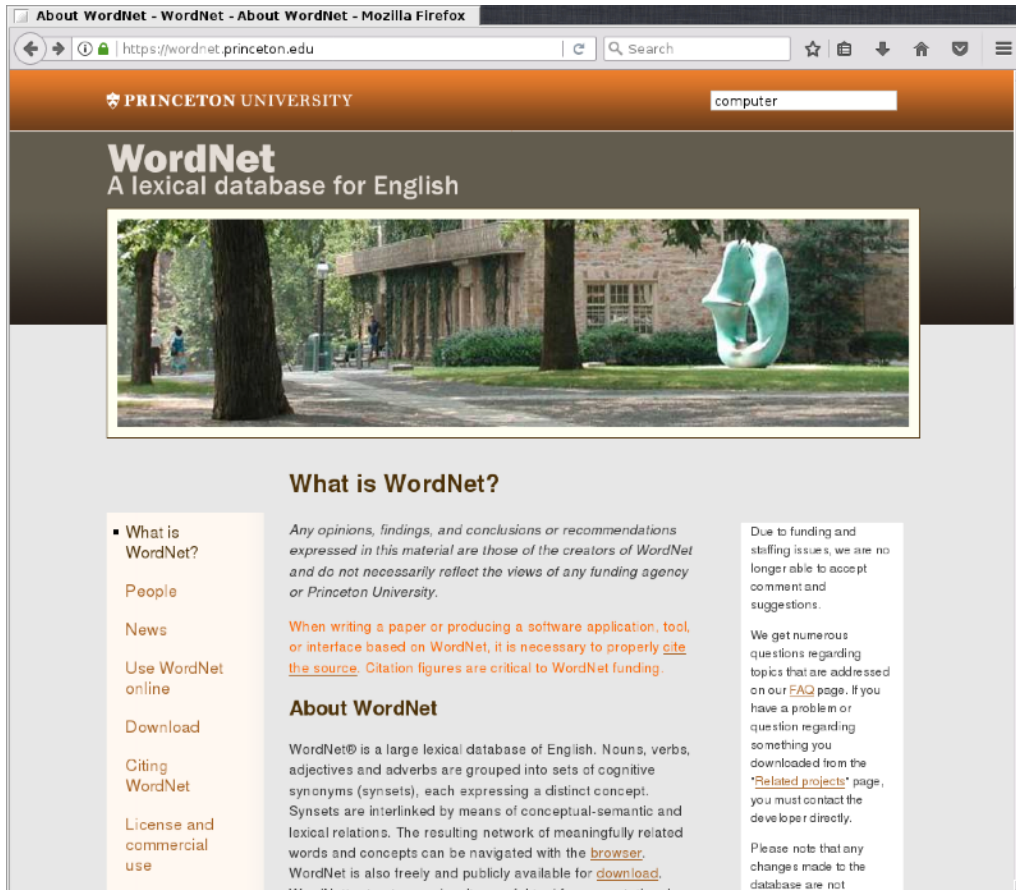 About WordNet - WordNet - About WordNet - Mozilla Firefox
https://wordnet.princeton.edu
Search
PRINCETON UNIVERSITY
computer
WordNet
A lexical database for English
What is WordNet?
What is
WordNet?
People
News
Use WordNet
online
Download
Citing
WordNet
License and
commercial
use
Any opinions, findings, and conclusions or recommendations
expressed in this material are those of the creators of WordNet
and do not necessarily reflect the views of any funding agency
or Princeton University.
When writing a paper or producing a software application, tool,
or interface based on WordNet, it is necessary to properly cite
the source. Citation figures are critical to WordNet funding.
About WordNet
WordNet® is a large lexical database of English. Nouns, verbs,
adjectives and adverbs are grouped into sets of cognitive
synonyms (synsets), each expressing a distinct concept.
Synsets are interlinked by means of conceptual-semantic and
lexical relations. The resulting network of meaningfully related
words and concepts can be navigated with the browser.
WordNet is also freely and publicly available for download.
Due to funding and
staffing issues, we are no
longer able to accept
comment and
suggestions.
We get numerous
questions regarding
topics that are addressed
on our FAQ page. If you
have a problem or
question regarding
something you
downloaded from the
"Related projects" page,
you must contact the
developer directly.
Please note that any
changes made to the
database are not